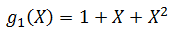 g₁(X) = 1 + X + X²